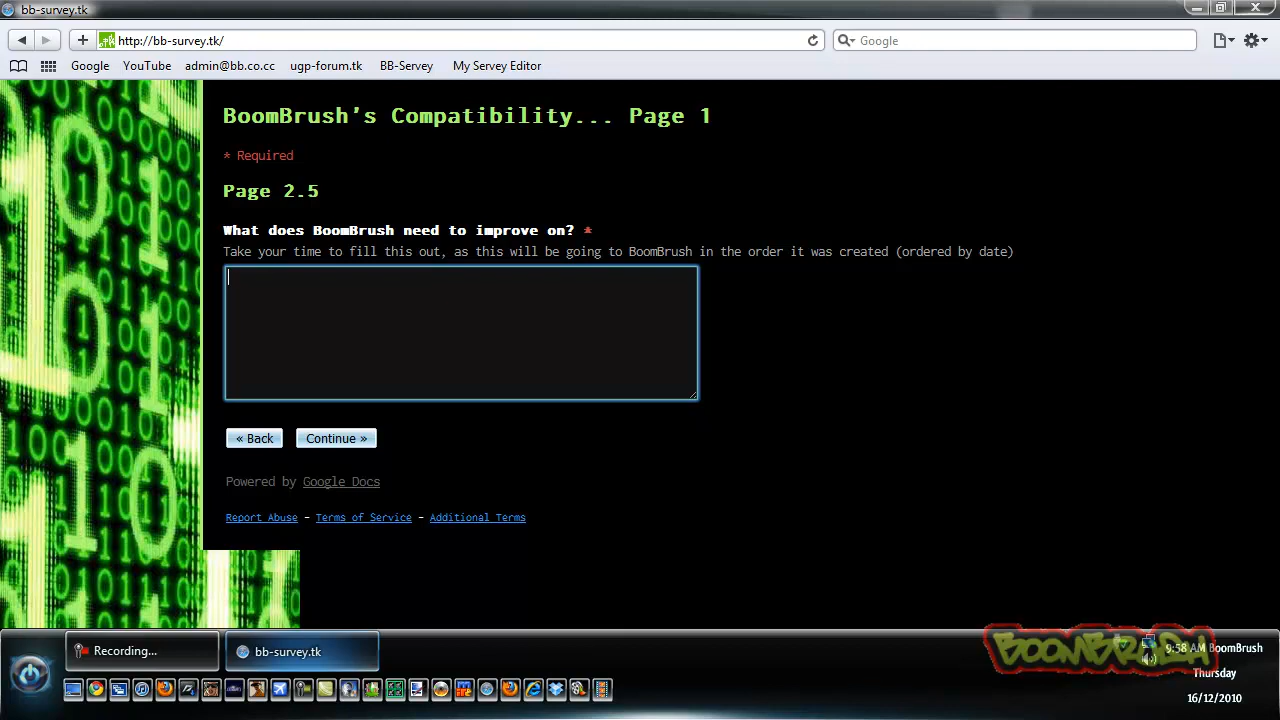 bb-survey.tk
http://bb-survey.tk/
Google
Google YouTube admin@bb.co.cc ugp-forum.tk BB-Servey My Servey Editor
BoomBrush's Compatibility... Page 1
* Required
Page 2.5
What does BoomBrush need to improve on? *
Take your time to fill this out, as this will be going to BoomBrush in the order it was created (ordered by date)
« Back Continue »
Powered by Google Docs
Report Abuse - Terms of Service - Additional Terms
Recording... bb-survey.tk
BOOMBRUSH
9:58 AM BoomBrush
Thursday
16/12/2010